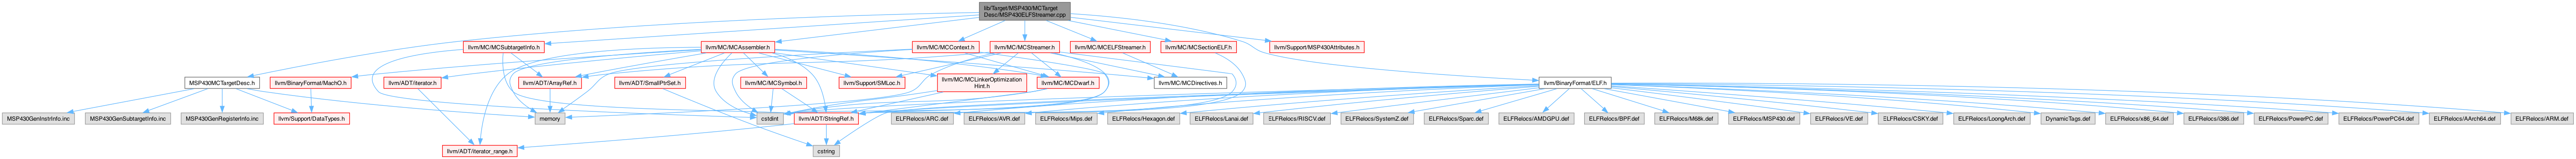 lib/Target/MSP430/MCTarget
Desc/MSP430ELFStreamer.cpp
llvm/MC/MCSubtargetInfo.h
llvm/MC/MCAssembler.h
llvm/MC/MCContext.h
llvm/MC/MCStreamer.h
llvm/MC/MCELFStreamer.h
llvm/MC/MCSectionELF.h
llvm/Support/MSP430Attributes.h
MSP430MCTargetDesc.h
llvm/BinaryFormat/MachO.h
llvm/ADT/iterator.h
llvm/ADT/ArrayRef.h
llvm/ADT/SmallPtrSet.h
llvm/MC/MCSymbol.h
llvm/Support/SMLoc.h
llvm/MC/MCLinkerOptimization
Hint.h
llvm/MC/MCDwarf.h
llvm/MC/MCDirectives.h
llvm/BinaryFormat/ELF.h
MSP430GenInstrInfo.inc
MSP430GenSubtargetInfo.inc
MSP430GenRegisterInfo.inc
llvm/Support/DataTypes.h
memory
cstdint
llvm/ADT/StringRef.h
ELFRelocs/ARC.def
ELFRelocs/AVR.def
ELFRelocs/Mips.def
ELFRelocs/Hexagon.def
ELFRelocs/Lanai.def
ELFRelocs/RISCV.def
ELFRelocs/SystemZ.def
ELFRelocs/Sparc.def
ELFRelocs/AMDGPU.def
ELFRelocs/BPF.def
ELFRelocs/M68k.def
ELFRelocs/MSP430.def
ELFRelocs/VE.def
ELFRelocs/CSKY.def
ELFRelocs/LoongArch.def
DynamicTags.def
ELFRelocs/x86_64.def
ELFRelocs/i386.def
ELFRelocs/PowerPC.def
ELFRelocs/PowerPC64.def
ELFRelocs/AArch64.def
ELFRelocs/ARM.def
llvm/ADT/iterator_range.h
cstring